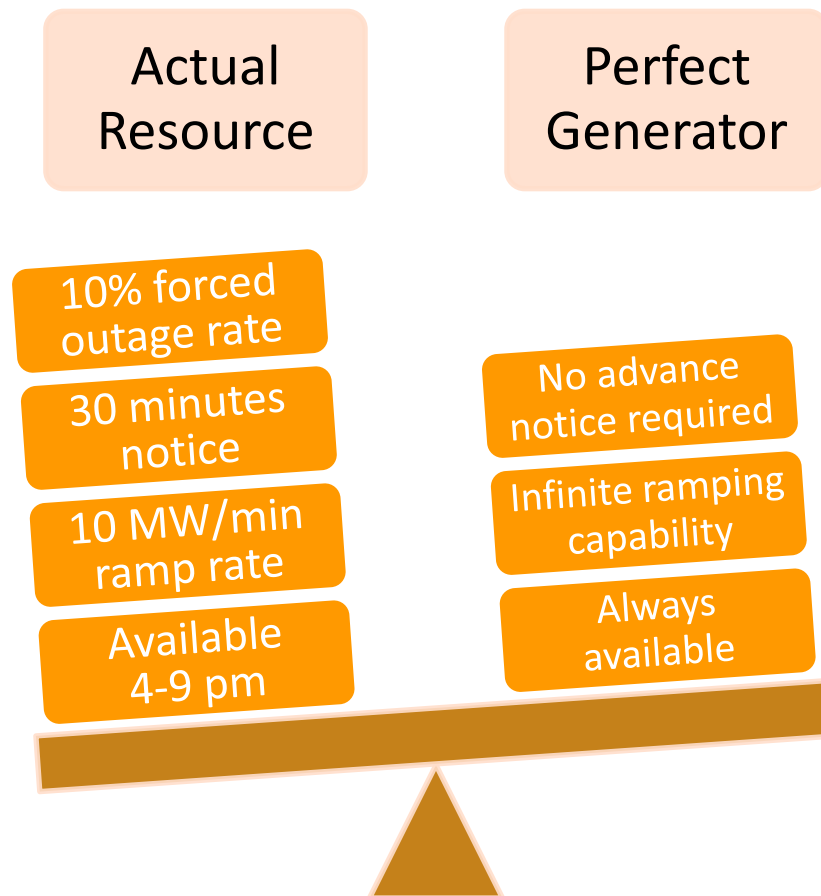 Actual
Resource
Perfect
Generator
10% forced
outage rate
30 minutes
notice
10 MW/min
ramp rate
Available
4-9 pm
No advance
notice required
Infinite ramping
capability
Always
available